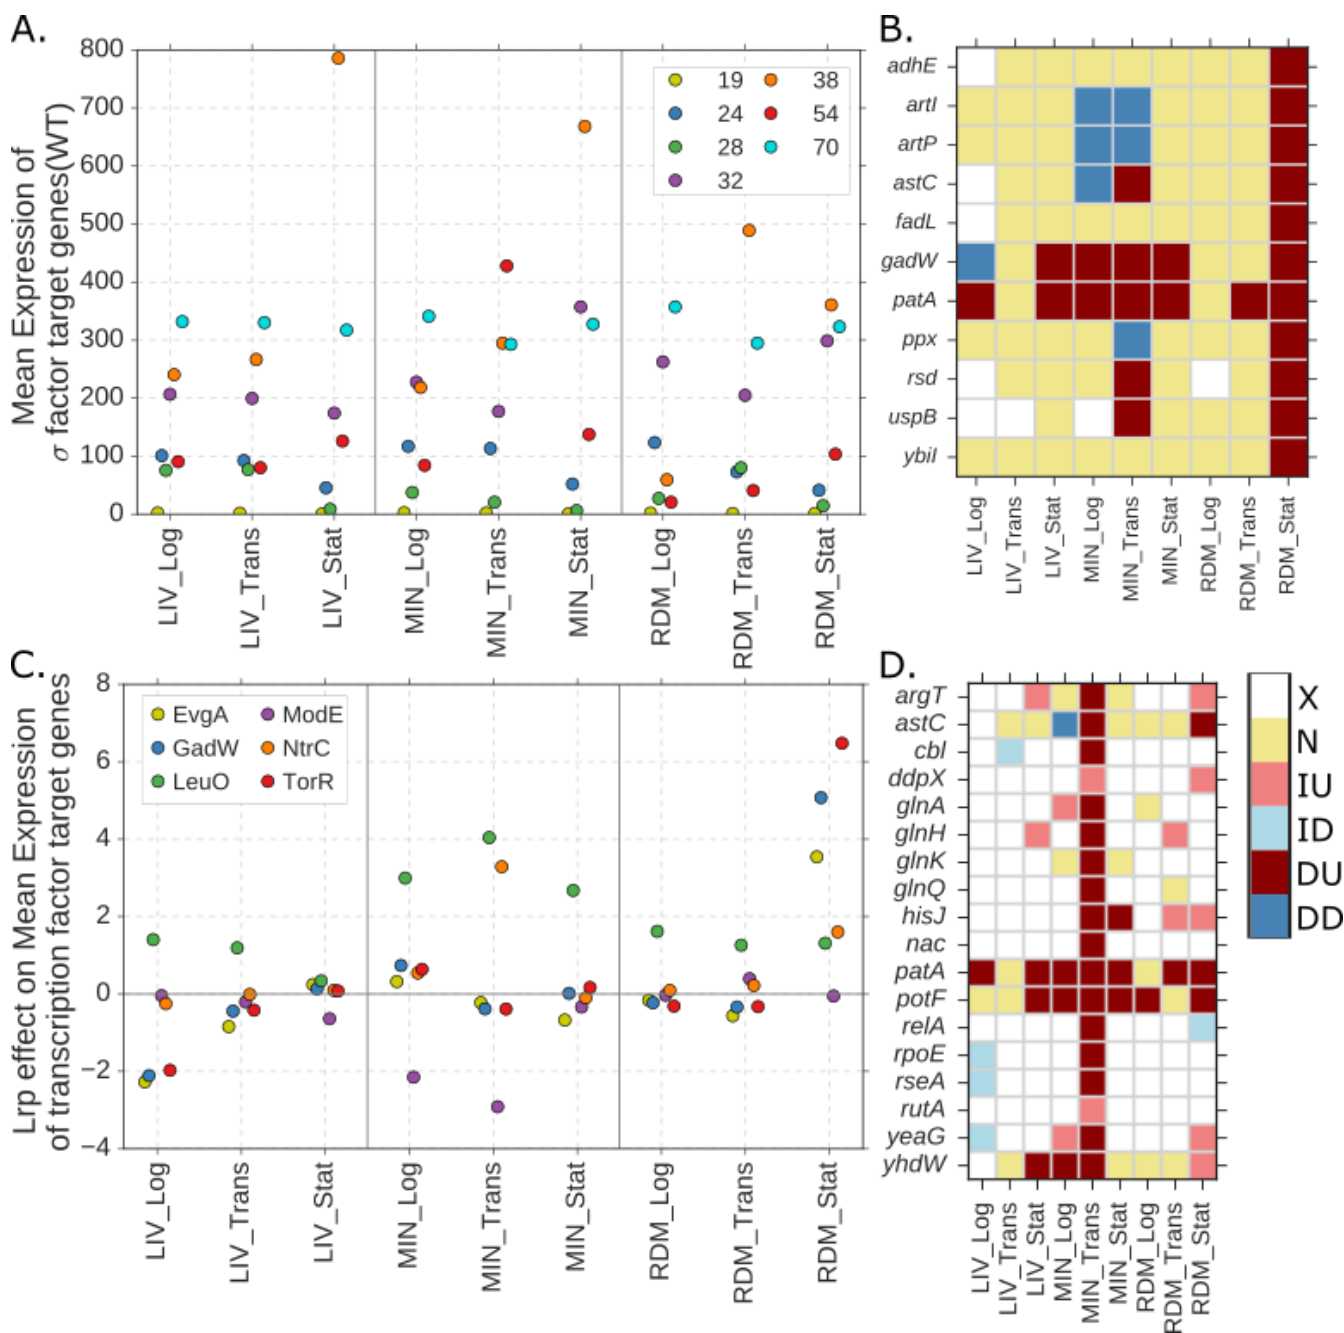 A.
Mean Expression of
σ factor target genes(WT)
800
700
600
500
400
300
200
100
0
19
24
28
32
38
54
70
LIV_Log
LIV_Trans
LIV_Stat
MIN_Log
MIN_Trans
MIN_Stat
RDM_Log
RDM_Trans
RDM_Stat
B.
adhE
artI
artP
astC
fadL
gadW
patA
ppx
rsd
uspB
ybiI
LIV_Log
LIV_Trans
LIV_Stat
MIN_Log
MIN_Trans
MIN_Stat
RDM_Log
RDM_Trans
RDM_Stat
C.
Lrp effect on Mean Expression
of transcription factor target genes
8
6
4
2
0
−2
−4
EvgA
GadW
LeuO
ModE
NtrC
TorR
LIV_Log
LIV_Trans
LIV_Stat
MIN_Log
MIN_Trans
MIN_Stat
RDM_Log
RDM_Trans
RDM_Stat
D.
argT
astC
cbl
ddpX
glnA
glnH
glnK
glnQ
hisJ
nac
patA
potF
relA
rpoE
rseA
rutA
yeaG
yhdW
LIV_Log
LIV_Trans
LIV_Stat
MIN_Log
MIN_Trans
MIN_Stat
RDM_Log
RDM_Trans
RDM_Stat
X
N
IU
ID
DU
DD